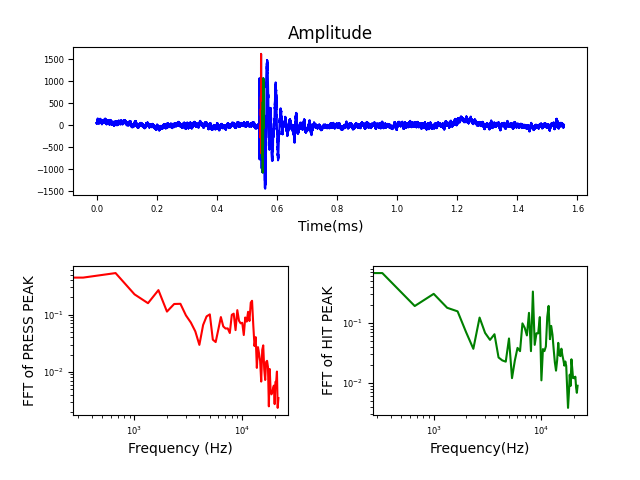 Amplitude
1500
1000
500
0
−500
−1000
−1500
0.0 0.2 0.4 0.6 0.8 1.0 1.2 1.4 1.6
Time(ms)
FFT of PRESS PEAK
10⁻¹
10⁻²
10³ 10⁴
Frequency (Hz)
FFT of HIT PEAK
10⁻¹
10⁻²
10³ 10⁴
Frequency(Hz)